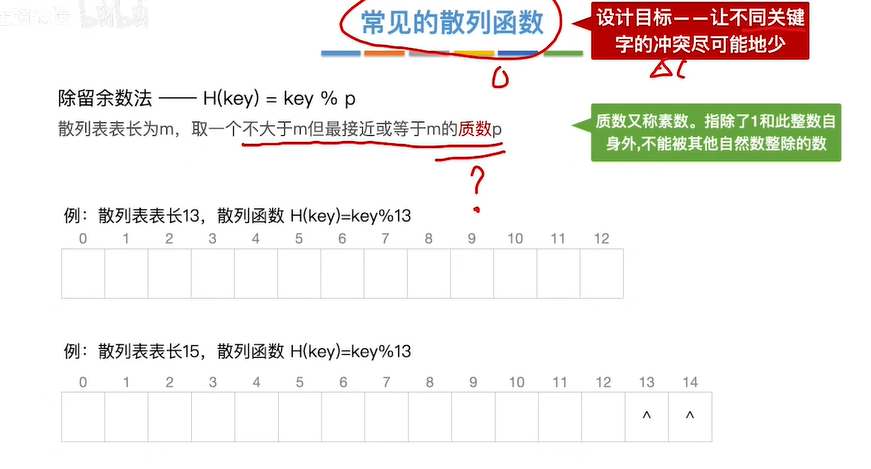 常见的散列函数
设计目标——让不同关键
字的冲突尽可能地少
除留余数法 —— H(key) = key % p
散列表表长为m，取一个不大于m但最接近或等于m的质数p
质数又称素数。指除了1和此整数自
身外,不能被其他自然数整除的数
?
例：散列表表长13，散列函数 H(key)=key%13
0 1 2 3 4 5 6 7 8 9 10 11 12
例：散列表表长15，散列函数 H(key)=key%13
0 1 2 3 4 5 6 7 8 9 10 11 12 13 14
^ ^